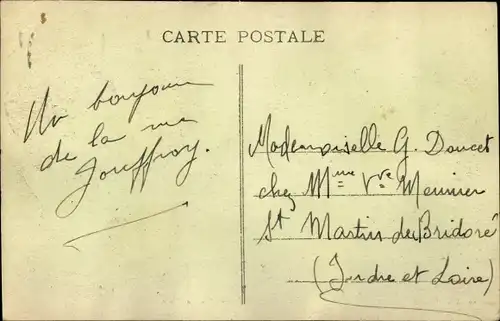 CARTE POSTALE
Un bonjour
de la rue
Jouffroy.
Mademoiselle G. Doucet
chez Mme Vve Meunier
St Martin de Bridoré
(Indre et Loire)